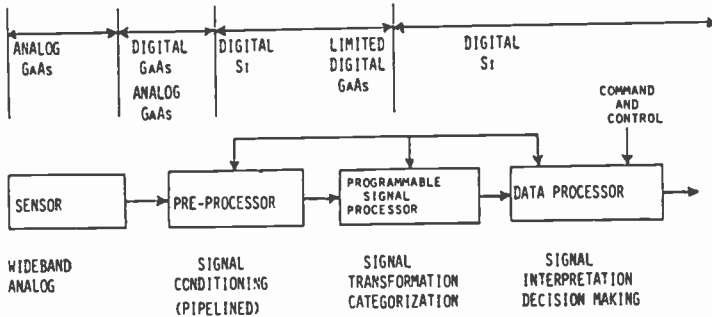 ANALOG
GaAs
DIGITAL
GaAs
ANALOG
GaAs
DIGITAL
Si
LIMITED
DIGITAL
GaAs
DIGITAL
Si
COMMAND
AND
CONTROL
SENSOR
PRE-PROCESSOR
PROGRAMMABLE
SIGNAL
PROCESSOR
DATA PROCESSOR
WIDEBAND
ANALOG
SIGNAL
CONDITIONING
(PIPELINED)
SIGNAL
TRANSFORMATION
CATEGORIZATION
SIGNAL
INTERPRETATION
DECISION MAKING